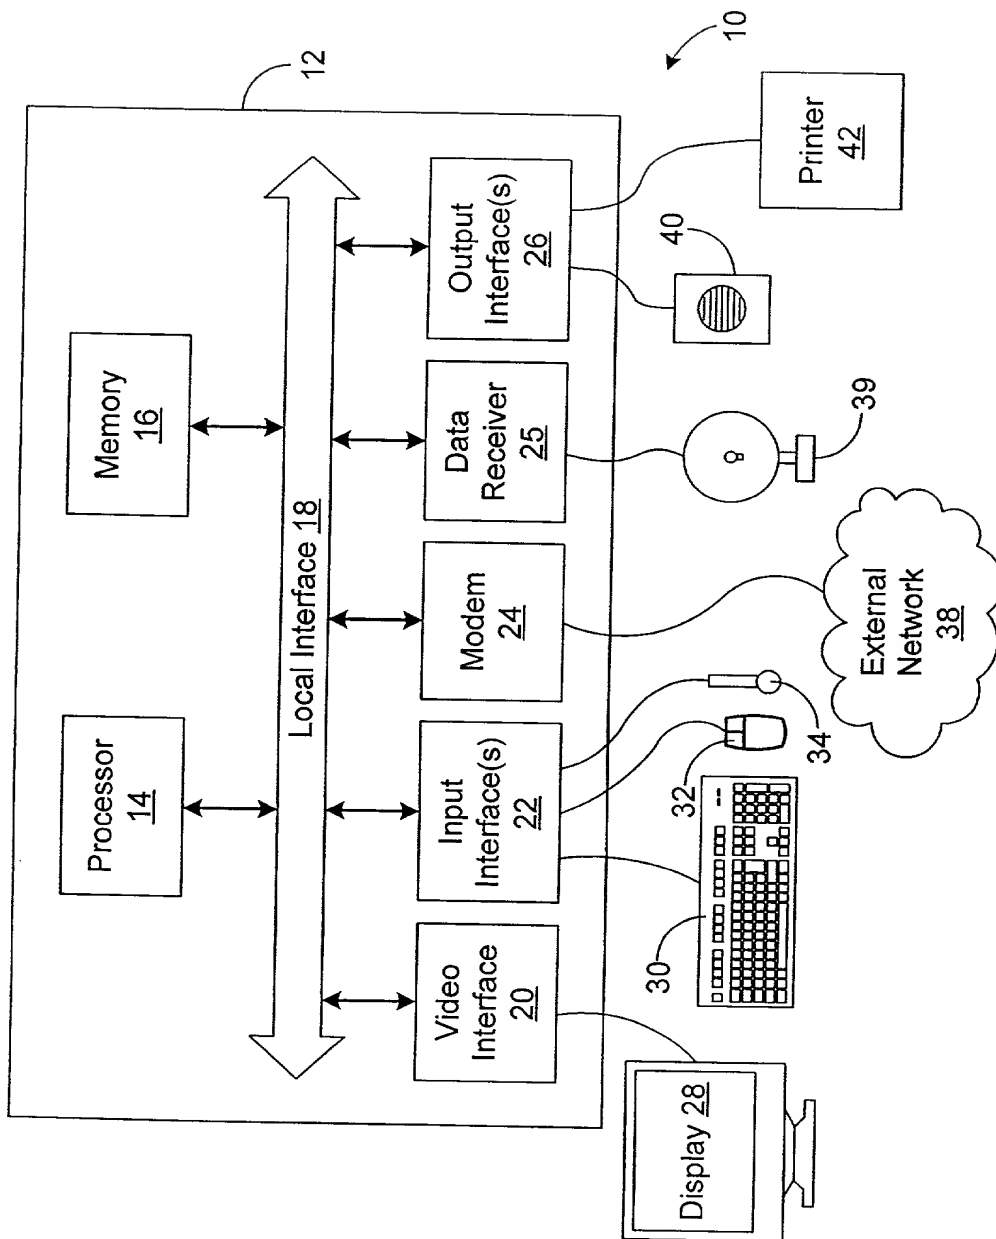 12
Processor
14
Memory
16
Local Interface 18
Video
Interface
20
Input
Interface(s)
22
Modem
24
Data
Receiver
25
Output
Interface(s)
26
10
Display 28
30
32
34
External
Network
38
39
40
Printer
42